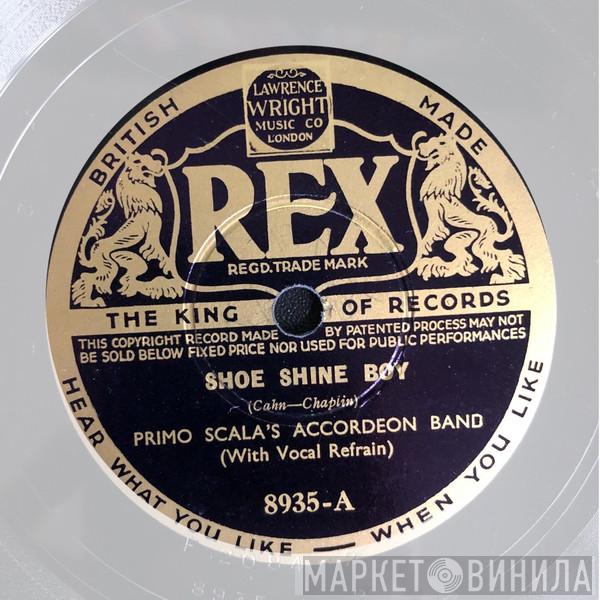 LAWRENCE
WRIGHT
MUSIC CO
LONDON
BRITISH MADE
REX
REGD. TRADE MARK
THE KING OF RECORDS
THIS COPYRIGHT RECORD MADE BY PATENTED PROCESS MAY NOT
BE SOLD BELOW FIXED PRICE NOR USED FOR PUBLIC PERFORMANCES
SHOE SHINE BOY
(Cahn—Chaplin)
PRIMO SCALA'S ACCORDEON BAND
(With Vocal Refrain)
8935-A
HEAR WHAT YOU LIKE — WHEN YOU LIKE
МАРКЕТ ВИНИЛА